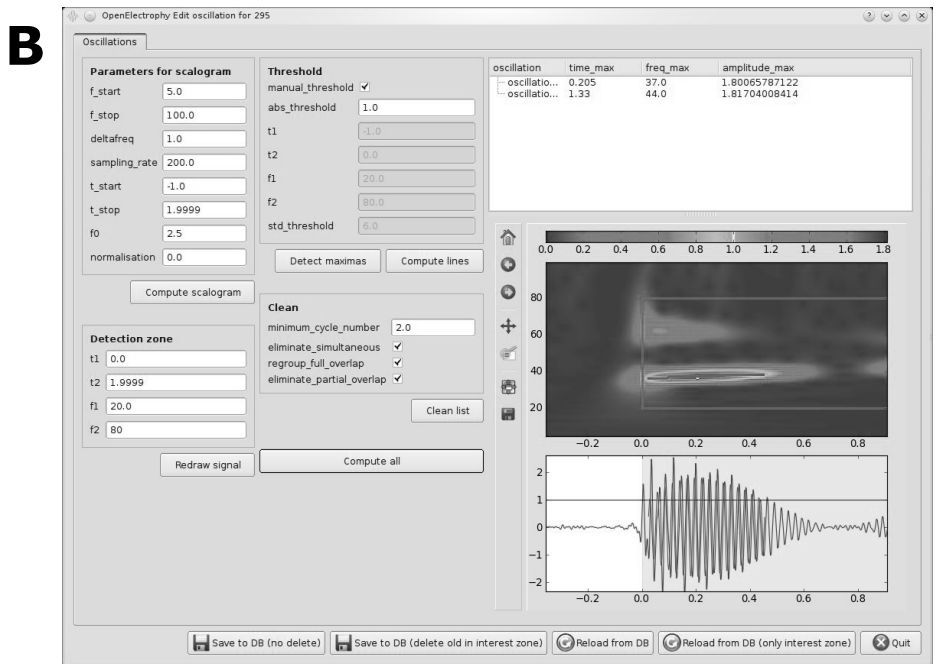 B
OpenElectrophy Edit oscillation for 295
Oscillations
Parameters for scalogram
f_start 5.0
f_stop 100.0
deltafreq 1.0
sampling_rate 200.0
t_start -1.0
t_stop 1.9999
f0 2.5
normalisation 0.0
Compute scalogram
Detection zone
t1 0.0
t2 1.9999
f1 20.0
f2 80
Redraw signal
Threshold
manual_threshold
abs_threshold 1.0
t1 -1.0
t2 0.0
f1 20.0
f2 80.0
std_threshold 6.0
Detect maximas Compute lines
Clean
minimum_cycle_number 2.0
eliminate_simultaneous
regroup_full_overlap
eliminate_partial_overlap
Clean list
Compute all
oscillation time_max freq_max amplitude_max
oscillatio... 0.205 37.0 1.80065787122
oscillatio... 1.33 44.0 1.81704008414
0.0 0.2 0.4 0.6 0.8 1.0 1.2 1.4 1.6 1.8
80
60
40
20
−0.2 0.0 0.2 0.4 0.6 0.8
2
1
0
−1
−2
−0.2 0.0 0.2 0.4 0.6 0.8
Save to DB (no delete) Save to DB (delete old in interest zone) Reload from DB Reload from DB (only interest zone) Quit